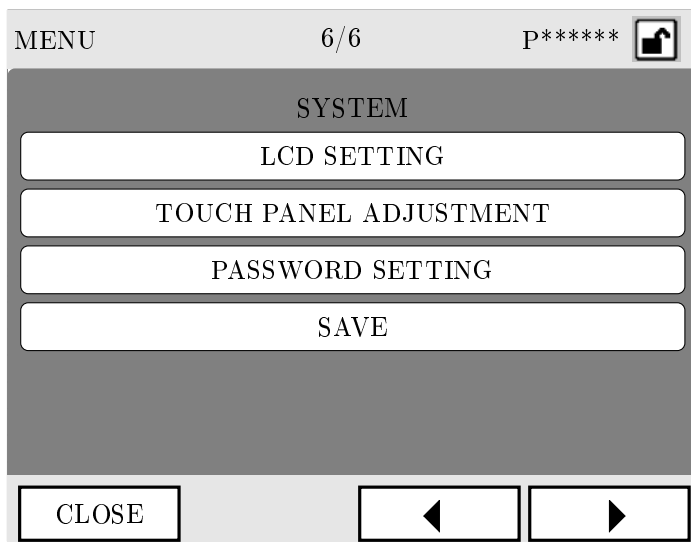 MENU 6/6 P******
SYSTEM
LCD SETTING
TOUCH PANEL ADJUSTMENT
PASSWORD SETTING
SAVE
CLOSE